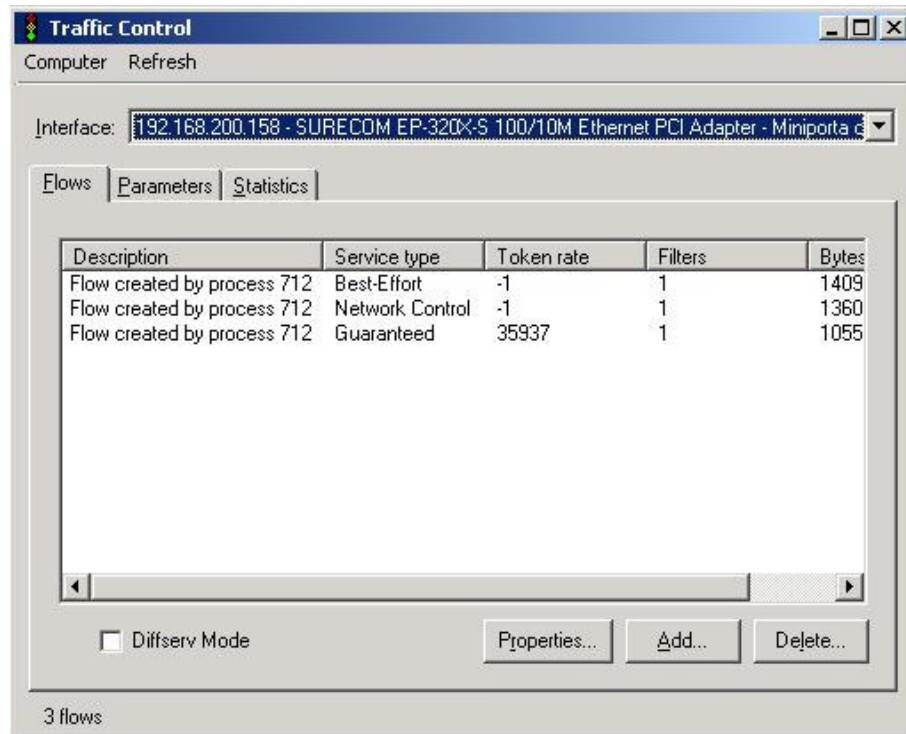 Traffic Control
Computer Refresh
Interface: 192.168.200.158 - SURECOM EP-320X-S 100/10M Ethernet PCI Adapter - Miniporta c
Flows Parameters Statistics
Description Service type Token rate Filters Bytes
Flow created by process 712 Best-Effort -1 1 1409
Flow created by process 712 Network Control -1 1 1360
Flow created by process 712 Guaranteed 35937 1 1055
Diffserv Mode Properties... Add... Delete...
3 flows